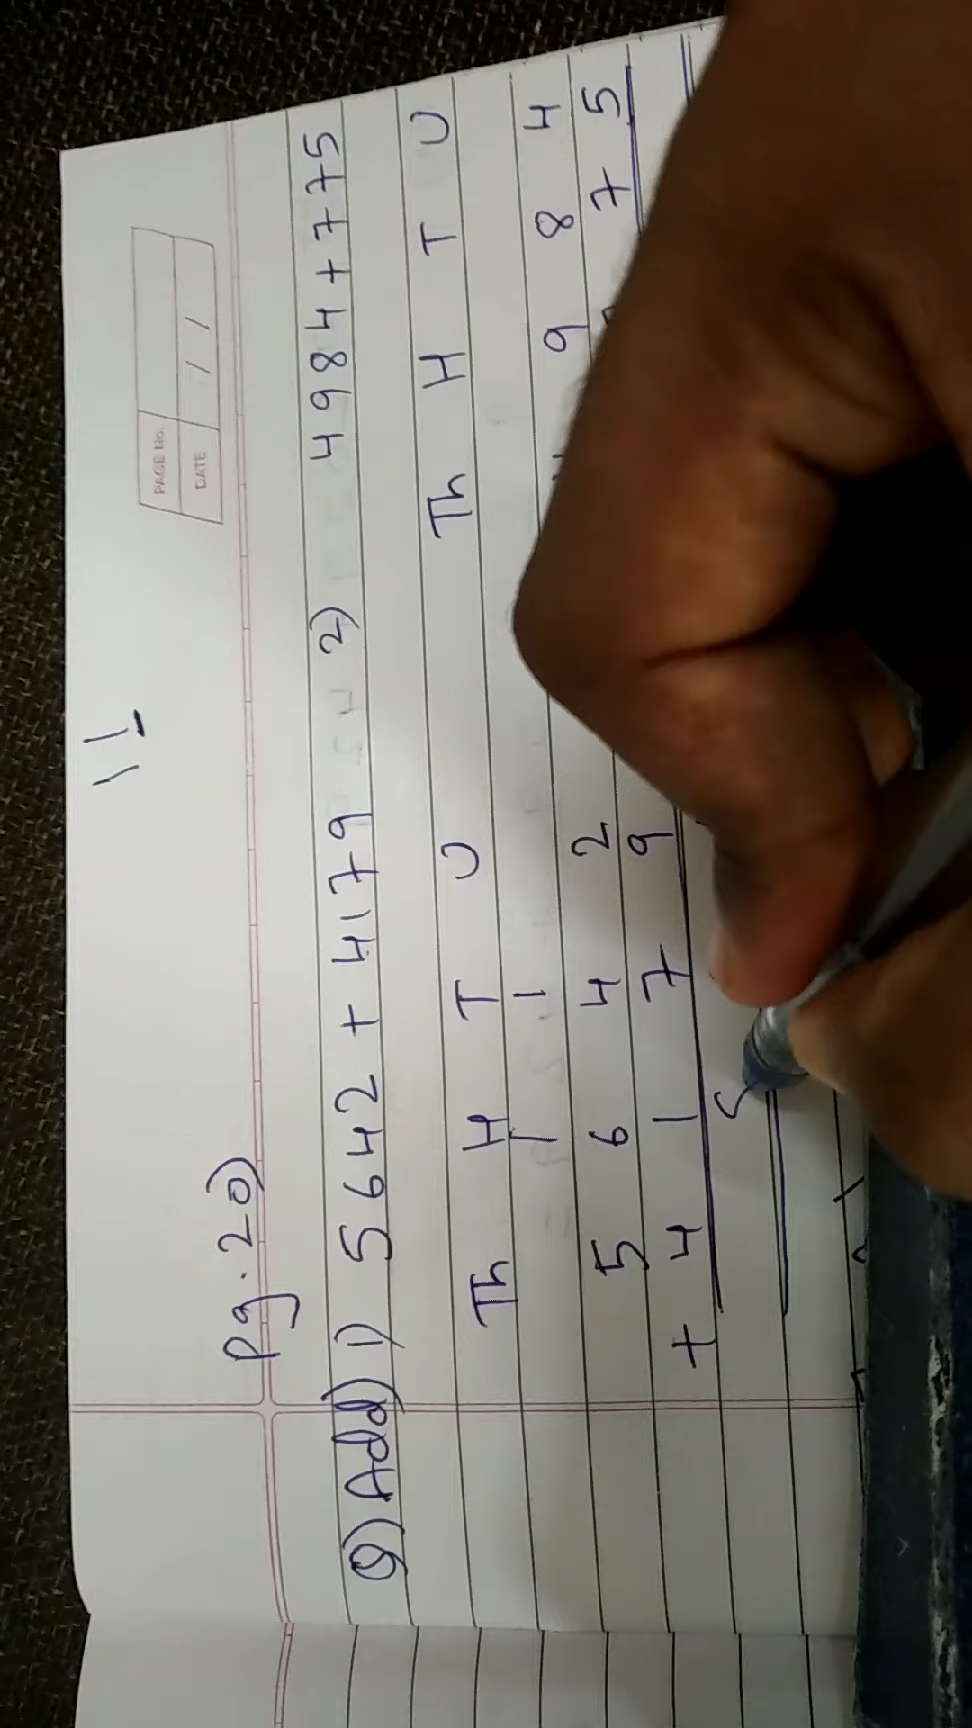 11
PAGE No.
DATE / /
Pg. 20)
Q) Add) 1) 5642 + 4179 2) 4984 + 775
Th H T U Th H T U
1 1
5 6 4 2 9 8 4
+ 4 1 7 9 7 5